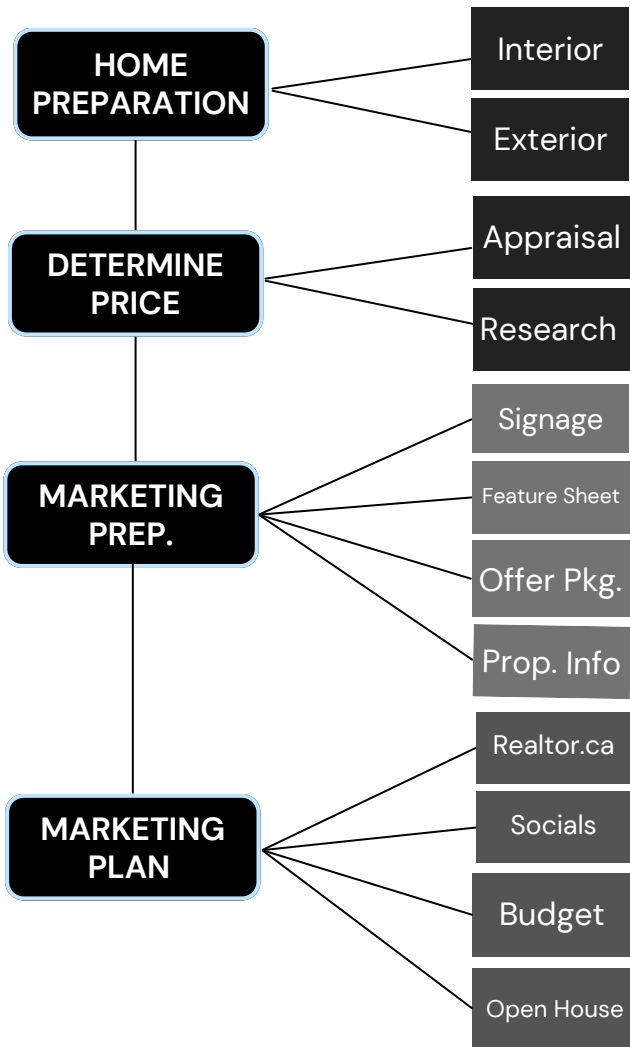 HOME
PREPARATION
Interior
Exterior
DETERMINE
PRICE
Appraisal
Research
MARKETING
PREP.
Signage
Feature Sheet
Offer Pkg.
Prop. Info
MARKETING
PLAN
Realtor.ca
Socials
Budget
Open House